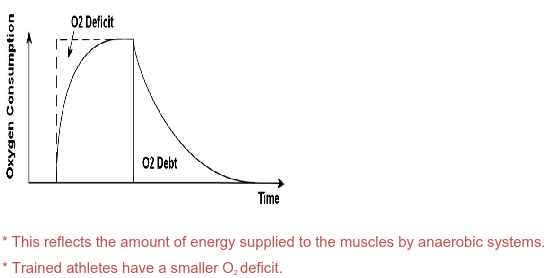 O2 Deficit
Oxygen Consumption
O2 Debt
Time
* This reflects the amount of energy supplied to the muscles by anaerobic systems.
* Trained athletes have a smaller O₂ deficit.